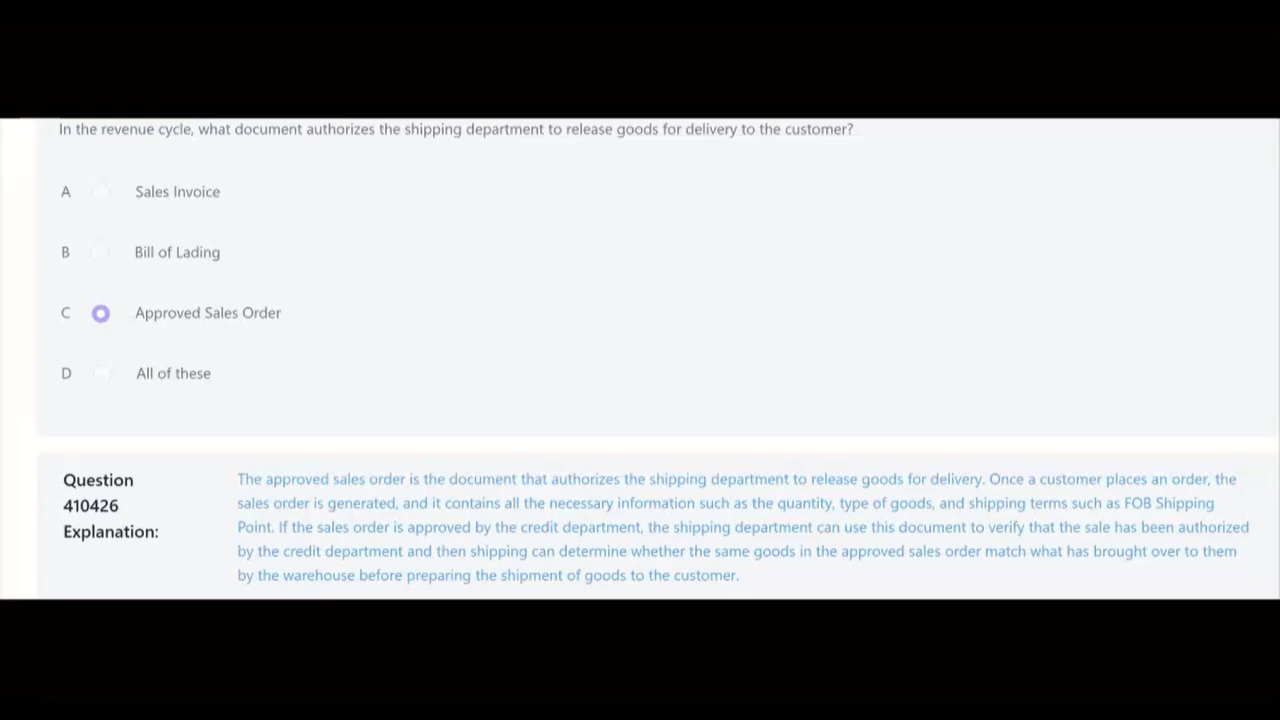 In the revenue cycle, what document authorizes the shipping department to release goods for delivery to the customer?
A Sales Invoice
B Bill of Lading
C Approved Sales Order
D All of these
Question
410426
Explanation:
The approved sales order is the document that authorizes the shipping department to release goods for delivery. Once a customer places an order, the
sales order is generated, and it contains all the necessary information such as the quantity, type of goods, and shipping terms such as FOB Shipping
Point. If the sales order is approved by the credit department, the shipping department can use this document to verify that the sale has been authorized
by the credit department and then shipping can determine whether the same goods in the approved sales order match what has brought over to them
by the warehouse before preparing the shipment of goods to the customer.